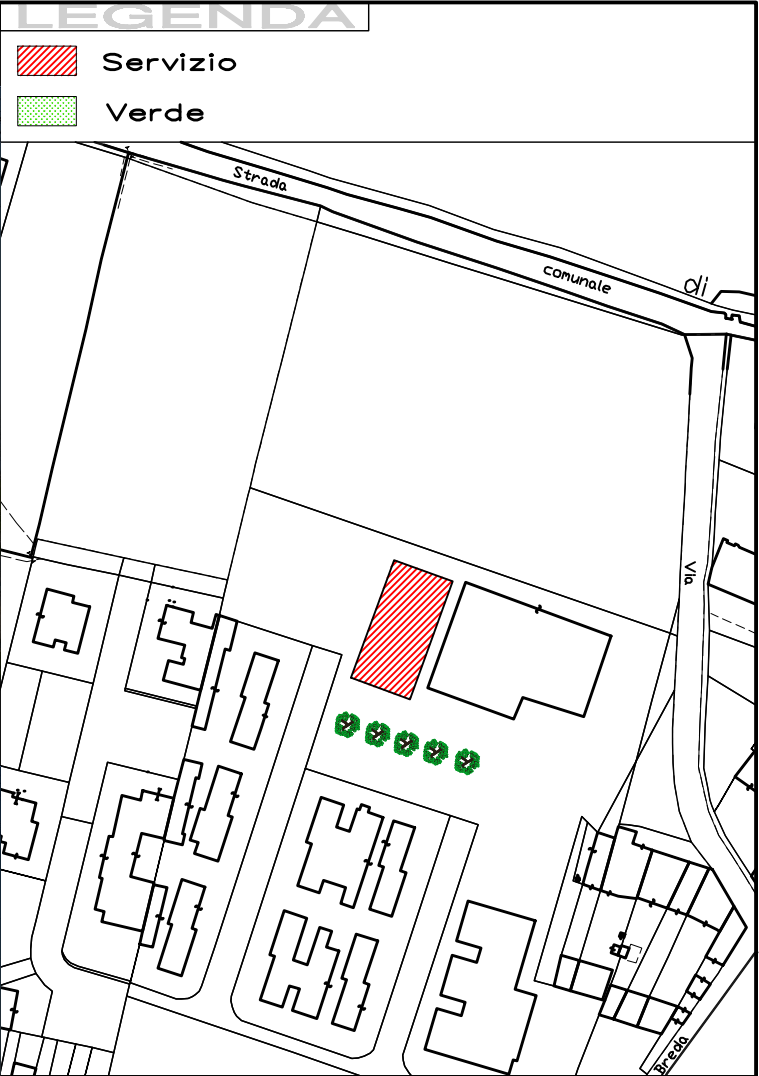 LEGENDA
Servizio
Verde
Strada
comunale
di
Via
Breda